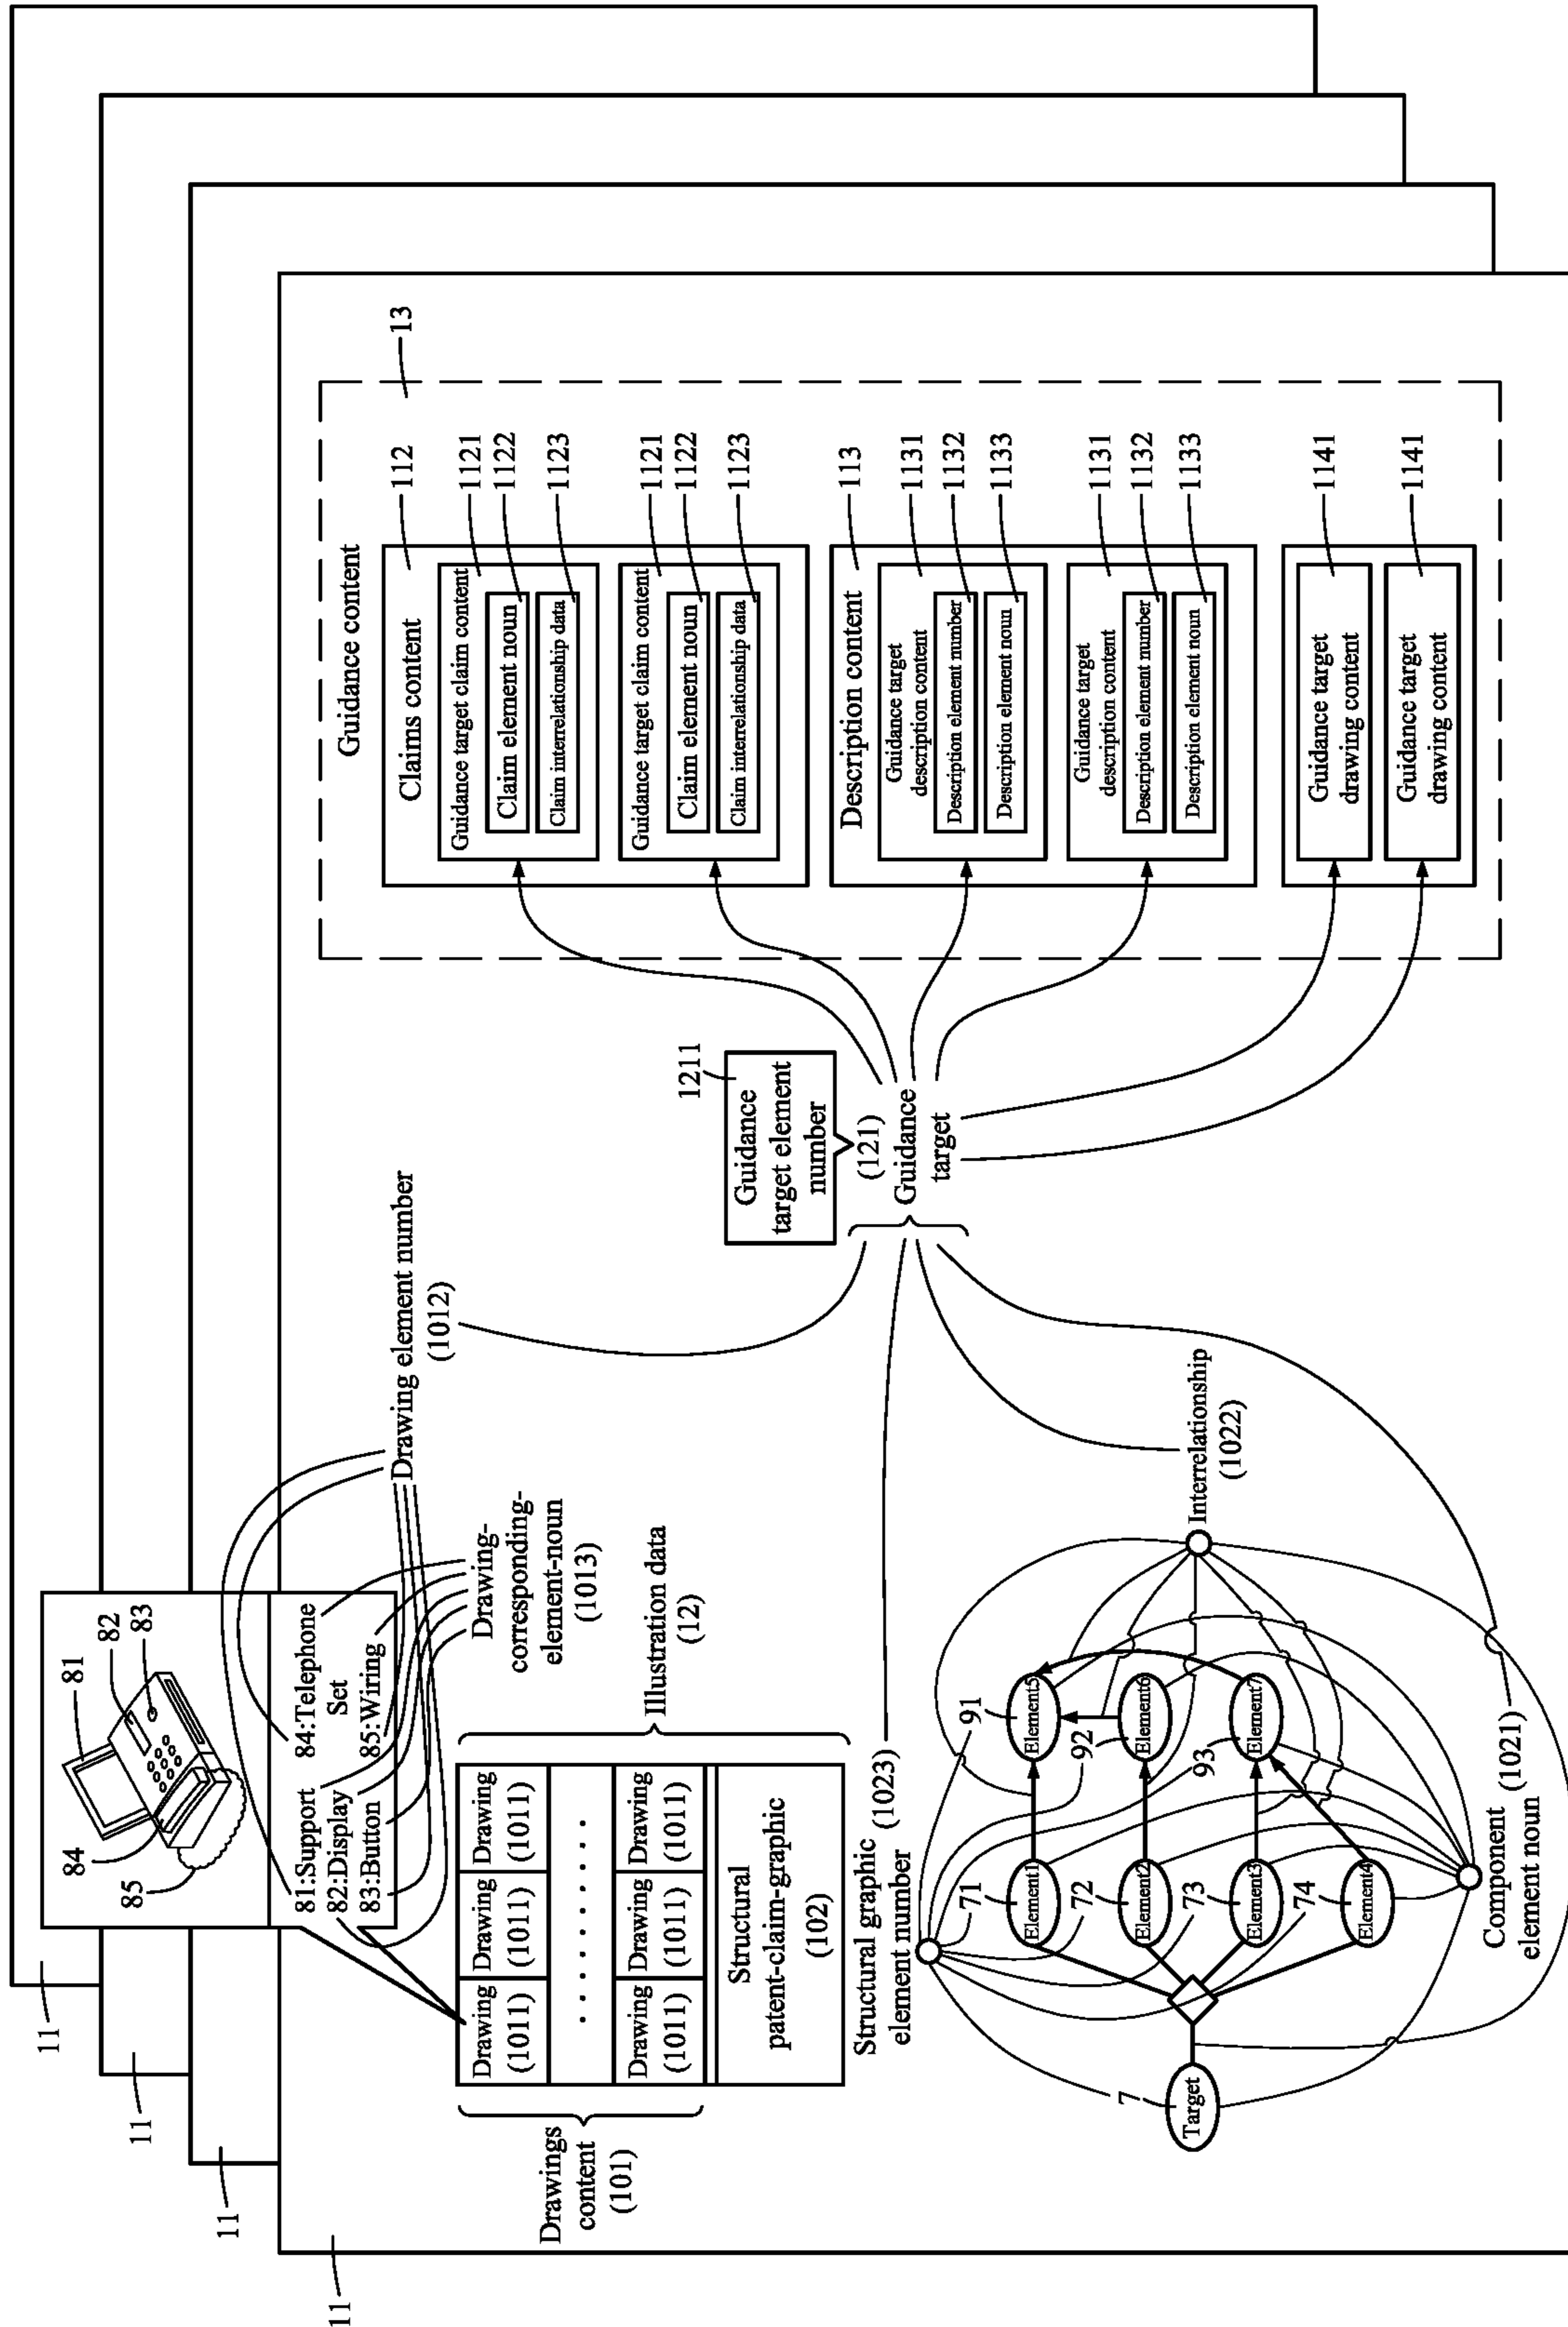 11
11
11
11
81
82
83
84
85
81:Support
82:Display
83:Button
84:Telephone
Set
85:Wiring
Drawing element number
(1012)
Drawing-
corresponding-
element-noun
(1013)
Drawings
content
(101)
Drawing
(1011)
Drawing
(1011)
Drawing
(1011)
. . . . . . . .
Drawing
(1011)
Drawing
(1011)
Drawing
(1011)
Structural
patent-claim-graphic
(102)
Illustration data
(12)
Structural graphic
element number
(1023)
7
Target
71
Element1
72
Element2
73
Element3
74
Element4
91
Element5
92
Element6
93
Element7
Interrelationship
(1022)
Component
element noun
(1021)
Guidance
target element
number
1211
(121)
Guidance
target
Guidance content
13
Claims content
112
Guidance target claim content
1121
Claim element noun
1122
Claim interrelationship data
1123
Guidance target claim content
1121
Claim element noun
1122
Claim interrelationship data
1123
Description content
113
Guidance target
description content
1131
Description element number
1132
Description element noun
1133
Guidance target
description content
1131
Description element number
1132
Description element noun
1133
Guidance target
drawing content
1141
Guidance target
drawing content
1141